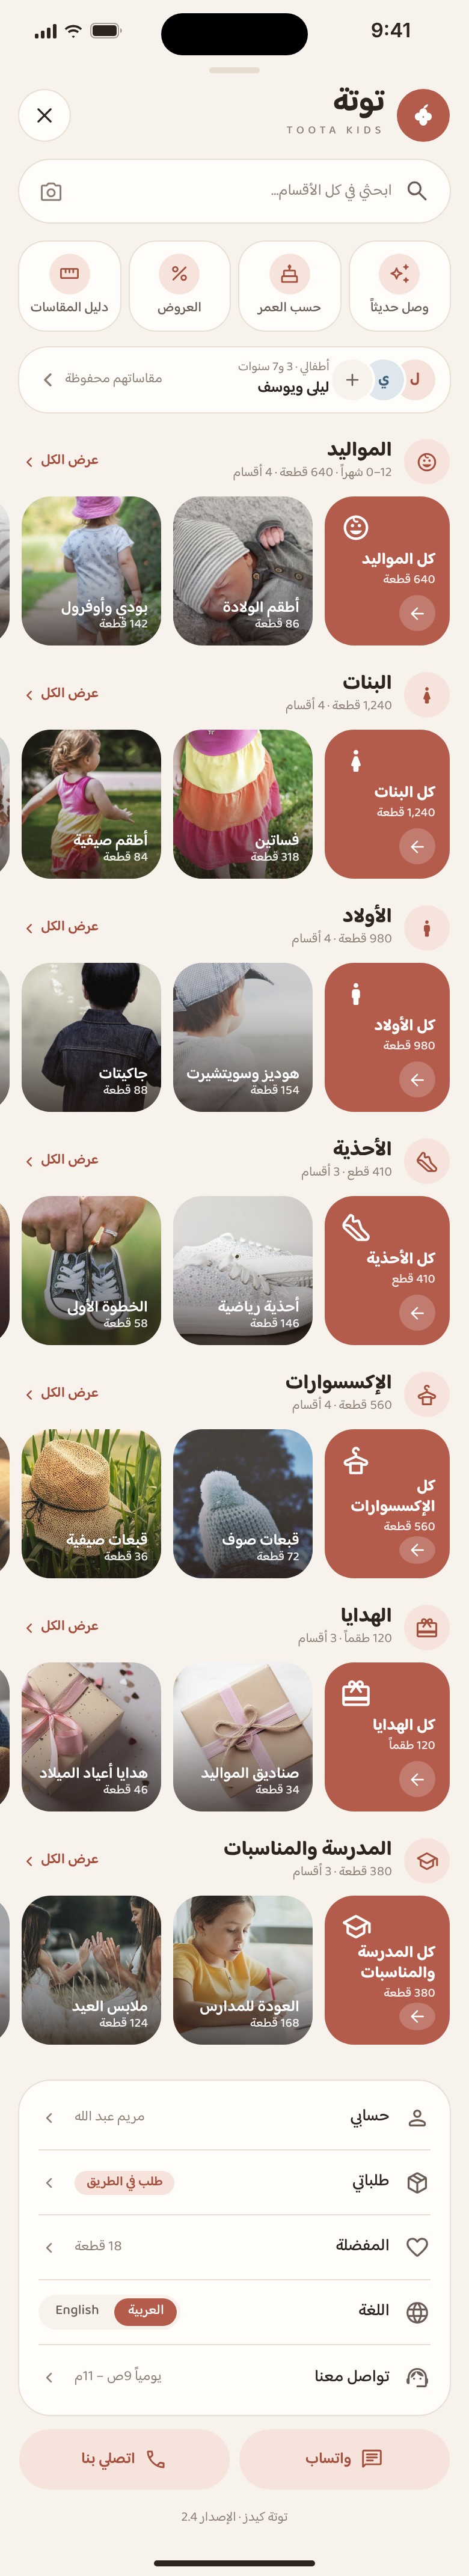 9:41
توتة
TOOTA KIDS
ابحثي في كل الأقسام...
وصل حديثاً
حسب العمر
العروض
دليل المقاسات
ل
ي
أطفالي · 3 و7 سنوات
ليلى ويوسف
مقاساتهم محفوظة
المواليد
0–12 شهراً · 640 قطعة · 4 أقسام
عرض الكل
كل المواليد
640 قطعة
أطقم الولادة
86 قطعة
بودي وأوفرول
142 قطعة
البنات
1,240 قطعة · 4 أقسام
عرض الكل
كل البنات
1,240 قطعة
فساتين
318 قطعة
أطقم صيفية
84 قطعة
الأولاد
980 قطعة · 4 أقسام
عرض الكل
كل الأولاد
980 قطعة
هوديز وسويتشيرت
154 قطعة
جاكيتات
88 قطعة
الأحذية
410 قطع · 3 أقسام
عرض الكل
كل الأحذية
410 قطع
أحذية رياضية
146 قطعة
الخطوة الأولى
58 قطعة
الإكسسوارات
560 قطعة · 4 أقسام
عرض الكل
كل
الإكسسوارات
560 قطعة
قبعات صوف
72 قطعة
قبعات صيفية
36 قطعة
الهدايا
120 طقماً · 3 أقسام
عرض الكل
كل الهدايا
120 طقماً
صناديق المواليد
34 قطعة
هدايا أعياد الميلاد
46 قطعة
المدرسة والمناسبات
380 قطعة · 3 أقسام
عرض الكل
كل المدرسة
والمناسبات
380 قطعة
العودة للمدارس
168 قطعة
ملابس العيد
124 قطعة
حسابي
مريم عبد الله
طلباتي
طلب في الطريق
المفضلة
18 قطعة
اللغة
العربية
English
تواصل معنا
يومياً 9ص – 11م
واتساب
اتصلي بنا
توتة كيدز · الإصدار 2.4